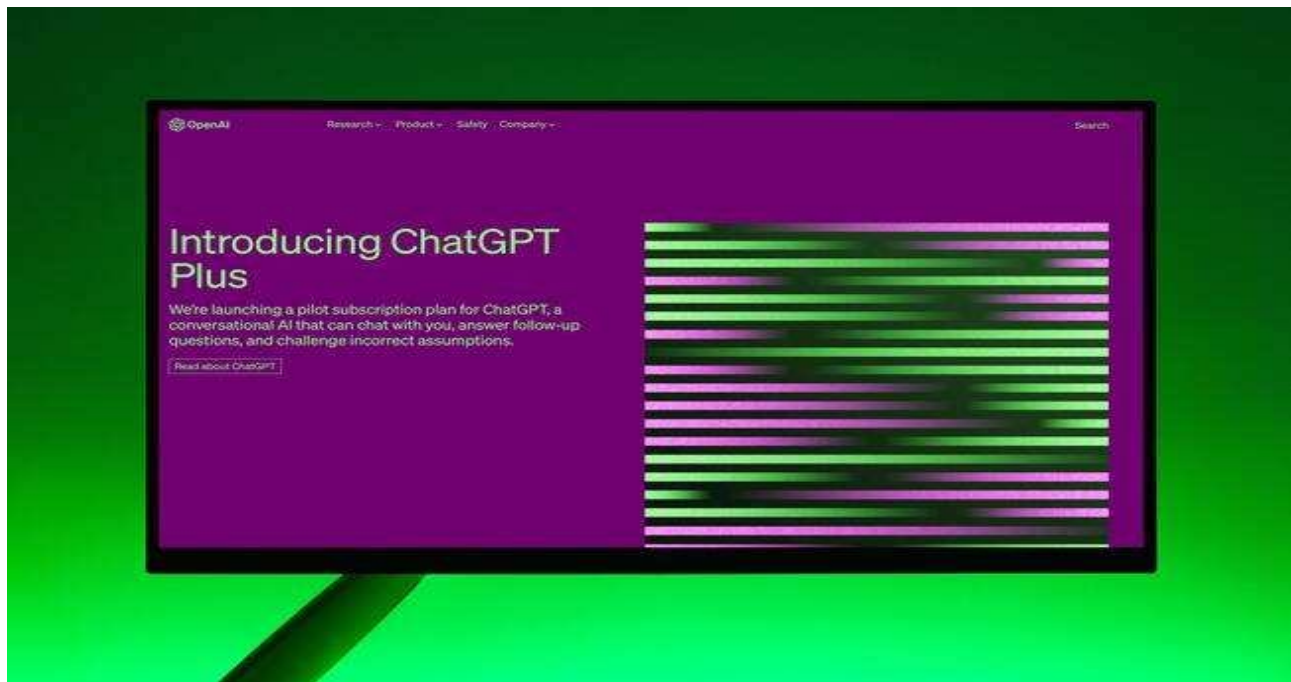 OpenAI
Research Product Safety Company
Search
Introducing ChatGPT
Plus
We're launching a pilot subscription plan for ChatGPT, a
conversational AI that can chat with you, answer follow-up
questions, and challenge incorrect assumptions.
Read about ChatGPT